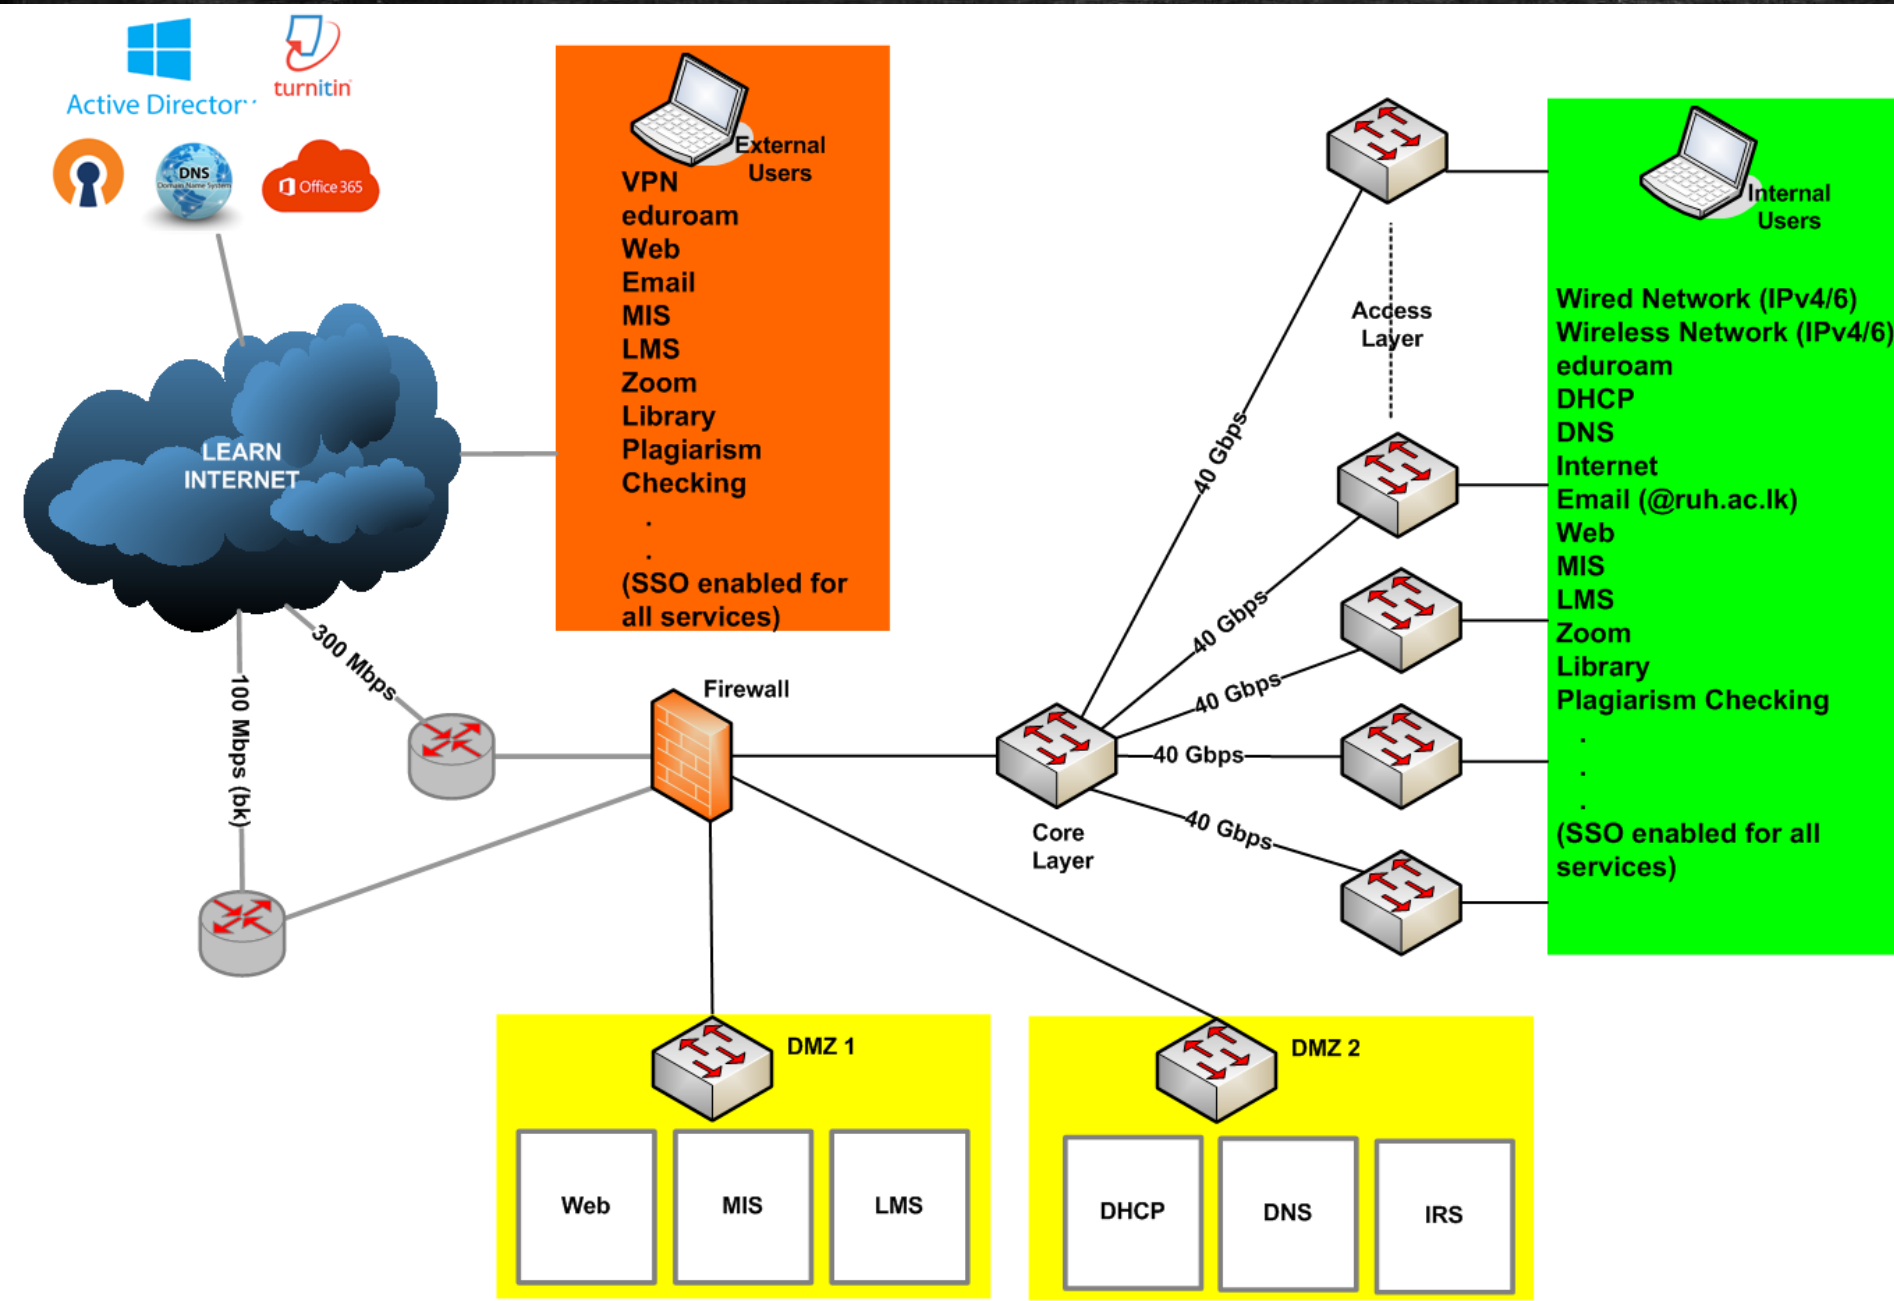 Active Director
turnitin
DNS
Domain Name System
Office 365
External
Users
VPN
eduroam
Web
Email
MIS
LMS
Zoom
Library
Plagiarism
Checking
.
.
(SSO enabled for
all services)
LEARN
INTERNET
300 Mbps
100 Mbps (bk)
Firewall
Core
Layer
40 Gbps
40 Gbps
40 Gbps
40 Gbps
40 Gbps
Access
Layer
Internal
Users
Wired Network (IPv4/6)
Wireless Network (IPv4/6)
eduroam
DHCP
DNS
Internet
Email (@ruh.ac.lk)
Web
MIS
LMS
Zoom
Library
Plagiarism Checking
.
.
.
(SSO enabled for all
services)
DMZ 1
Web
MIS
LMS
DMZ 2
DHCP
DNS
IRS